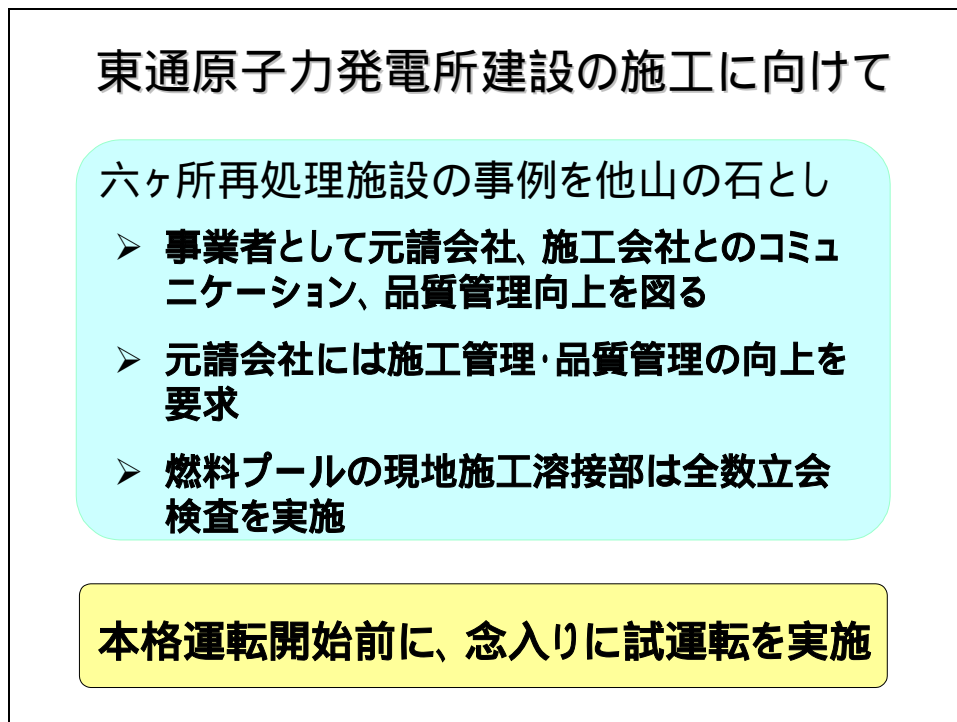 東通原子力発電所建設の施工に向けて
六ヶ所再処理施設の事例を他山の石とし
➢ 事業者として元請会社、施工会社とのコミュ
ニケーション、品質管理向上を図る
➢ 元請会社には施工管理・品質管理の向上を
要求
➢ 燃料プールの現地施工溶接部は全数立会
検査を実施
本格運転開始前に、念入りに試運転を実施